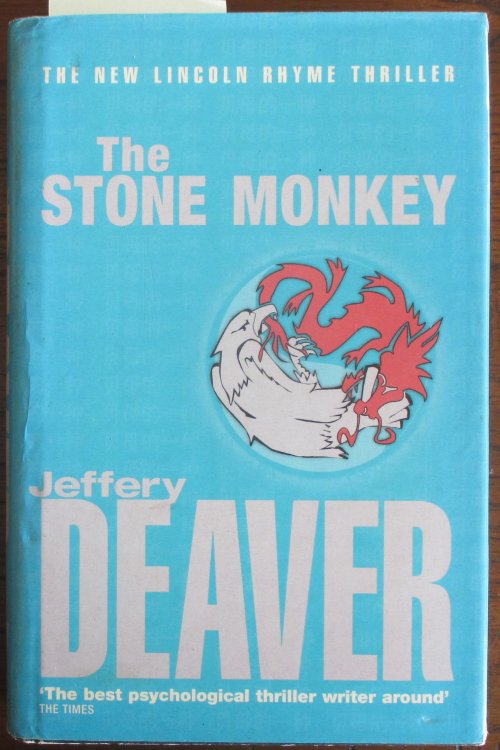 THE NEW LINCOLN RHYME THRILLER
The
STONE MONKEY
Jeffery
DEAVER
'The best psychological thriller writer around'
THE TIMES